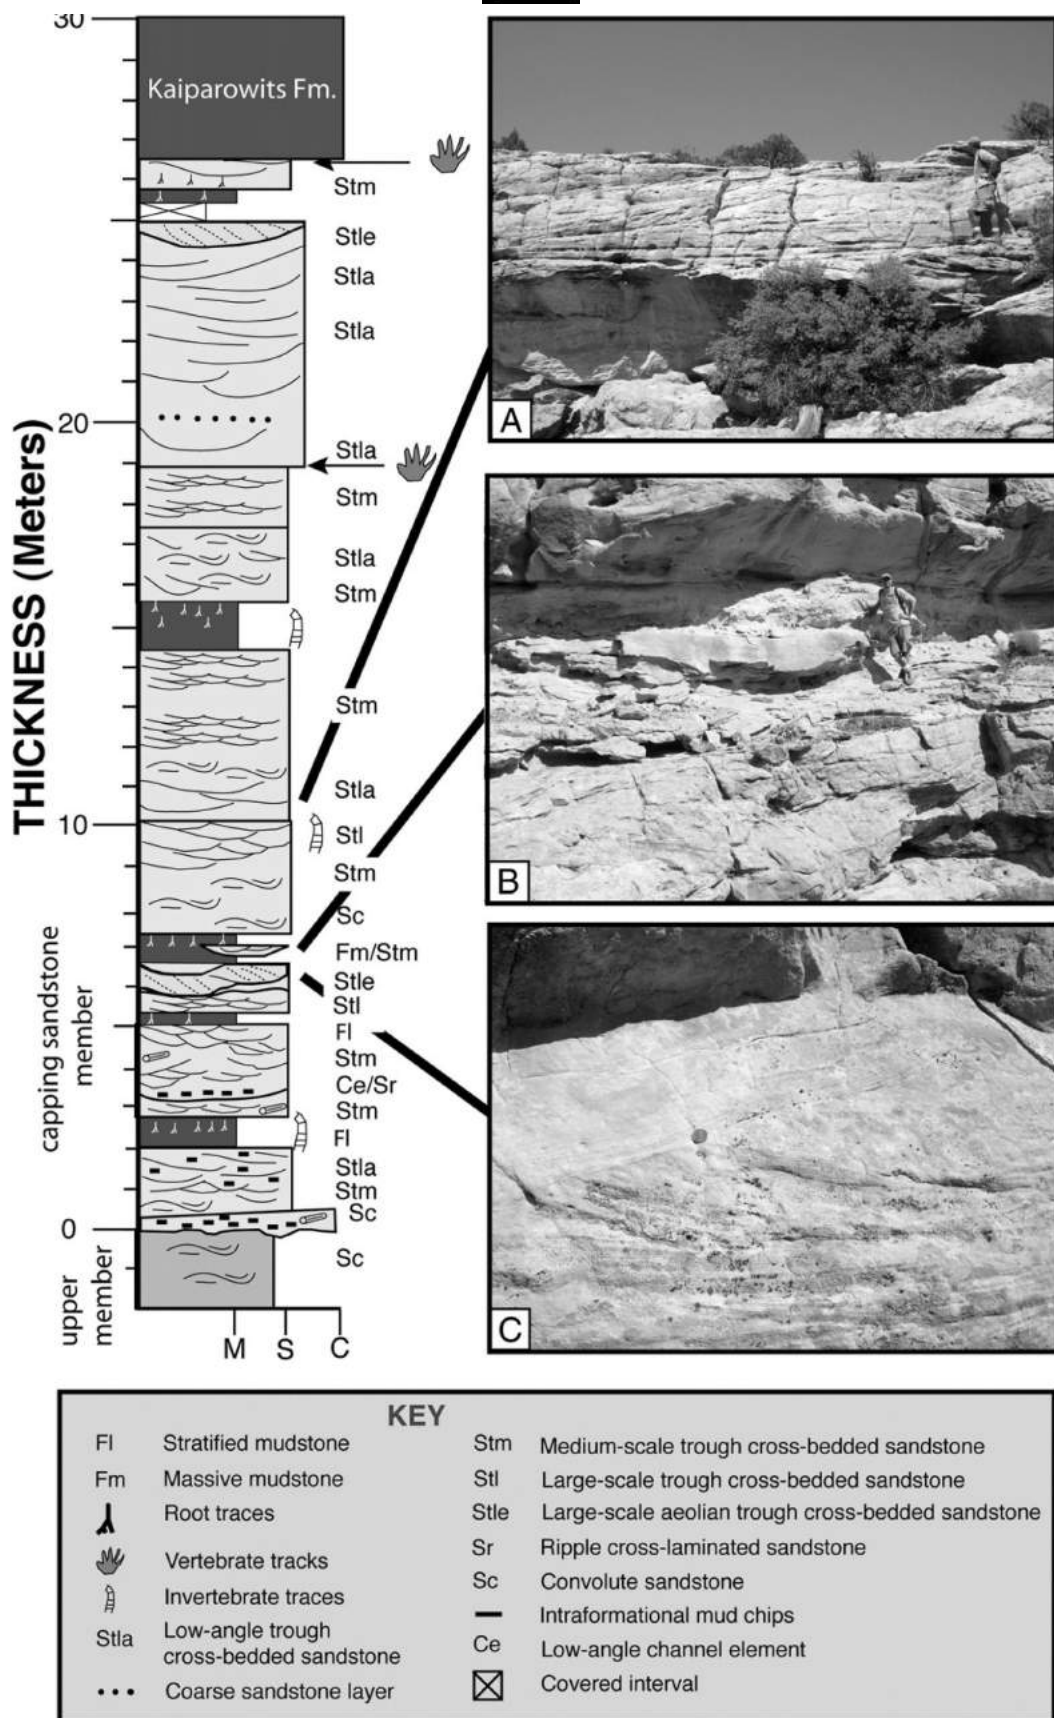 30
Kaiparowits Fm.
Stm
Stle
Stla
Stla
20
Stla
Stm
Stla
Stm
Stm
Stla
10
Stl
Stm
Sc
Fm/Stm
Stle
Stl
Fl
Stm
Ce/Sr
Stm
Fl
Stla
Stm
Sc
0
Sc
THICKNESS (Meters)
capping sandstone
member
upper
member
M S C
A
B
C
KEY
Fl Stratified mudstone
Fm Massive mudstone
Root traces
Vertebrate tracks
Invertebrate traces
Stla Low-angle trough
cross-bedded sandstone
Coarse sandstone layer
Stm Medium-scale trough cross-bedded sandstone
Stl Large-scale trough cross-bedded sandstone
Stle Large-scale aeolian trough cross-bedded sandstone
Sr Ripple cross-laminated sandstone
Sc Convolute sandstone
Intraformational mud chips
Ce Low-angle channel element
Covered interval